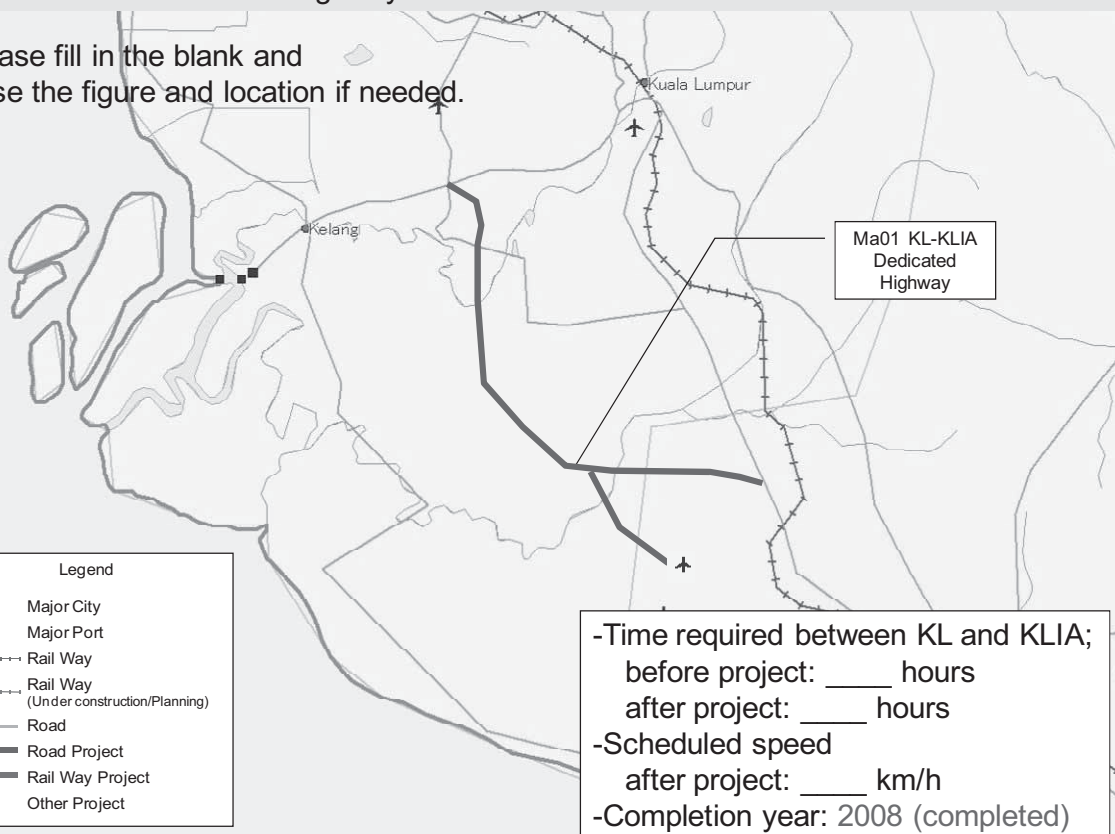 ase fill in the blank and
se the figure and location if needed.
Kuala Lumpur
Kelang
Ma01 KL-KLIA
Dedicated
Highway
Legend
Major City
Major Port
Rail Way
Rail Way
(Under construction/Planning)
Road
Road Project
Rail Way Project
Other Project
-Time required between KL and KLIA;
before project: ____ hours
after project: ____ hours
-Scheduled speed
after project: ____ km/h
-Completion year: 2008 (completed)